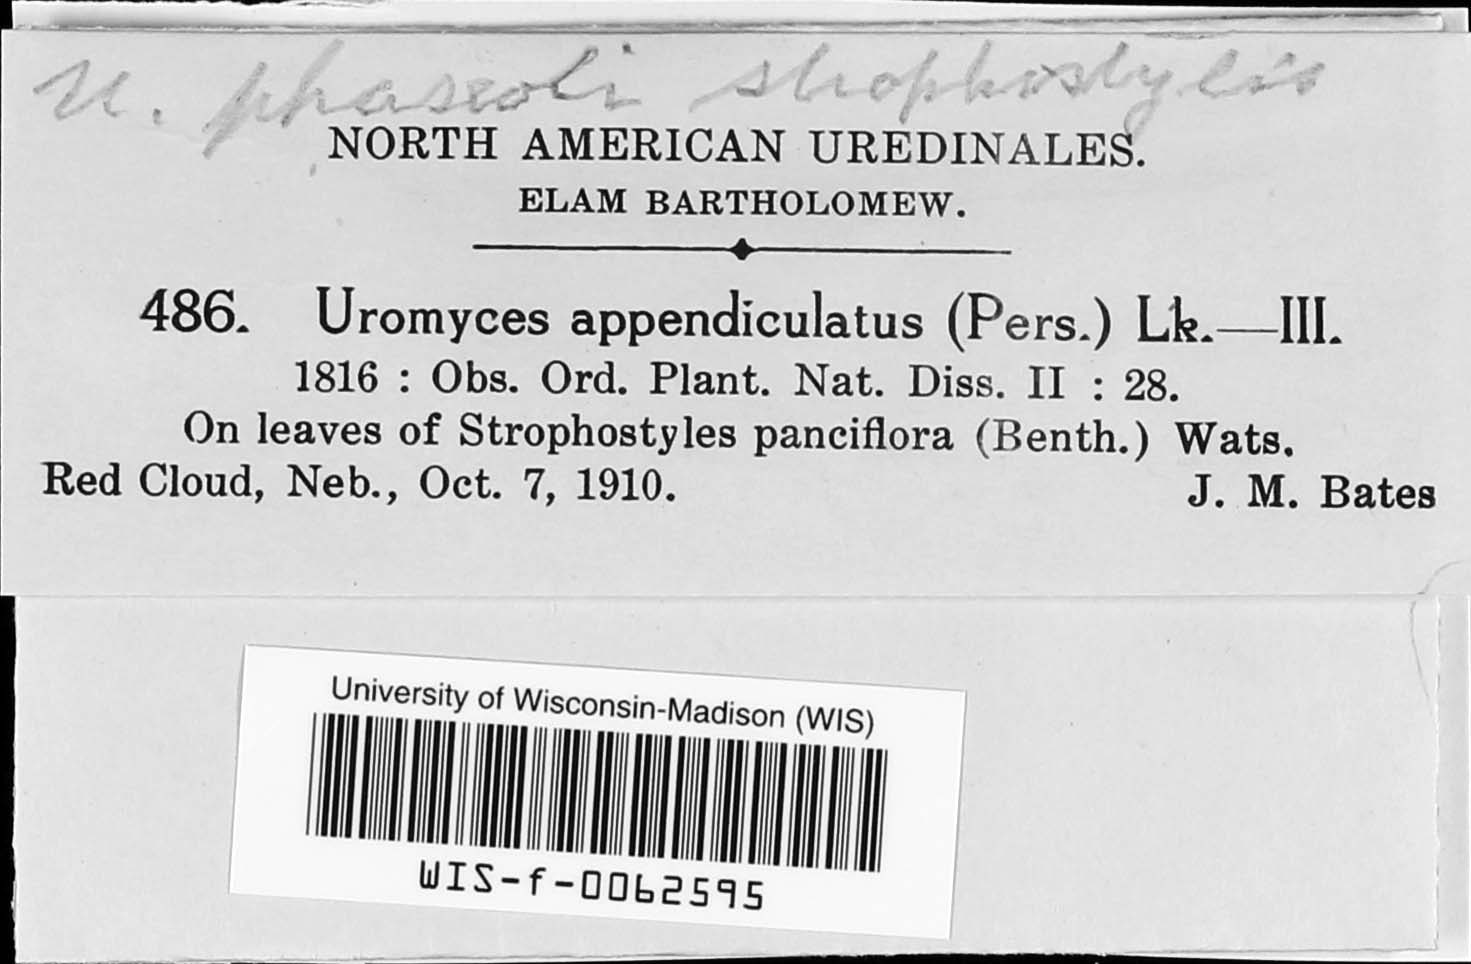 U. phaseoli strophostylis
NORTH AMERICAN UREDINALES.
ELAM BARTHOLOMEW.
486. Uromyces appendiculatus (Pers.) Lk.—III.
1816 : Obs. Ord. Plant. Nat. Diss. II : 28.
On leaves of Strophostyles panciflora (Benth.) Wats.
Red Cloud, Neb., Oct. 7, 1910. J. M. Bates
University of Wisconsin-Madison (WIS)
WIS-f-0062595